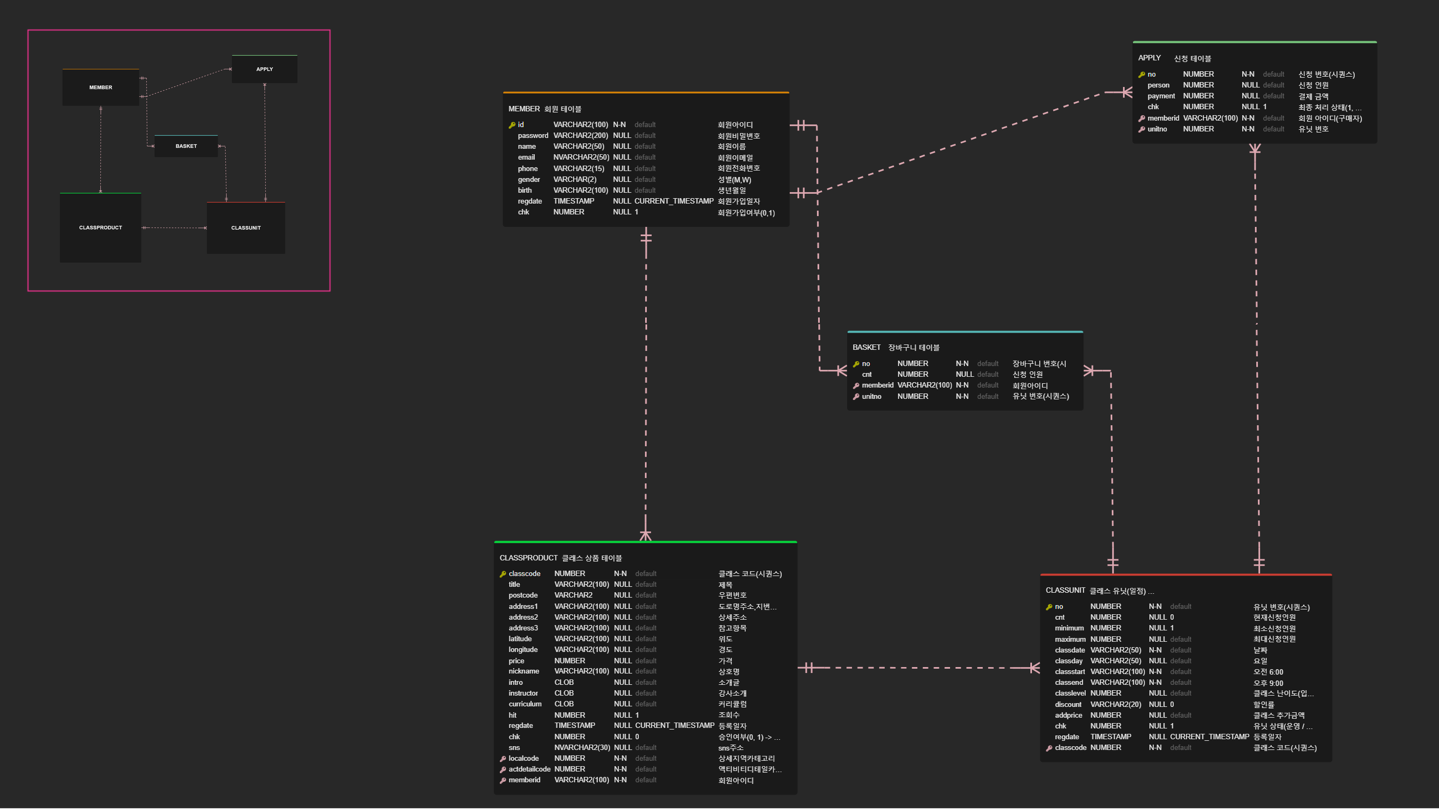 MEMBER
APPLY
BASKET
CLASSPRODUCT
CLASSUNIT
MEMBER 회원 테이블
id VARCHAR2(100) N-N default 회원아이디
password VARCHAR2(200) NULL default 회원비밀번호
name VARCHAR2(50) NULL default 회원이름
email NVARCHAR2(50) NULL default 회원이메일
phone VARCHAR2(15) NULL default 회원전화번호
gender VARCHAR(2) NULL default 성별(M,W)
birth VARCHAR2(100) NULL default 생년월일
regdate TIMESTAMP NULL CURRENT_TIMESTAMP 회원가입일자
chk NUMBER NULL 1 회원가입여부(0,1)
APPLY 신청 테이블
no NUMBER N-N default 신청 번호(시퀀스)
person NUMBER NULL default 신청 인원
payment NUMBER NULL default 결제 금액
chk NUMBER NULL 1 최종 처리 상태(1, ...
memberid VARCHAR2(100) N-N default 회원 아이디(구매자)
unitno NUMBER N-N default 유닛 번호
BASKET 장바구니 테이블
no NUMBER N-N default 장바구니 번호(시
cnt NUMBER NULL default 신청 인원
memberid VARCHAR2(100) N-N default 회원아이디
unitno NUMBER N-N default 유닛 번호(시퀀스)
CLASSPRODUCT 클래스 상품 테이블
classcode NUMBER N-N default 클래스 코드(시퀀스)
title VARCHAR2(100) NULL default 제목
postcode VARCHAR2 NULL default 우편번호
address1 VARCHAR2(100) NULL default 도로명주소,지번...
address2 VARCHAR2(100) NULL default 상세주소
address3 VARCHAR2(100) NULL default 참고항목
latitude VARCHAR2(100) NULL default 위도
longitude VARCHAR2(100) NULL default 경도
price NUMBER NULL default 가격
nickname VARCHAR2(100) NULL default 상호명
intro CLOB NULL default 소개글
instructor CLOB NULL default 강사소개
curriculum CLOB NULL default 커리큘럼
hit NUMBER NULL 1 조회수
regdate TIMESTAMP NULL CURRENT_TIMESTAMP 등록일자
chk NUMBER NULL 0 승인여부(0, 1) -> ...
sns NVARCHAR2(30) NULL default sns주소
localcode NUMBER N-N default 상세지역카테고리
actdetailcode NUMBER N-N default 액티비티디테일카...
memberid VARCHAR2(100) N-N default 회원아이디
CLASSUNIT 클래스 유닛(일정) ...
no NUMBER N-N default 유닛 번호(시퀀스)
cnt NUMBER NULL 0 현재신청인원
minimum NUMBER NULL 1 최소신청인원
maximum NUMBER NULL default 최대신청인원
classdate VARCHAR2(50) N-N default 날짜
classday VARCHAR2(50) NULL default 요일
classstart VARCHAR2(100) N-N default 오전 6:00
classend VARCHAR2(100) N-N default 오후 9:00
classlevel NUMBER NULL default 클래스 난이도(입...
discount VARCHAR2(20) NULL 0 할인률
addprice NUMBER NULL default 클래스 추가금액
chk NUMBER NULL 1 유닛 상태(운영 / ...
regdate TIMESTAMP NULL CURRENT_TIMESTAMP 등록일자
classcode NUMBER N-N default 클래스 코드(시퀀스)